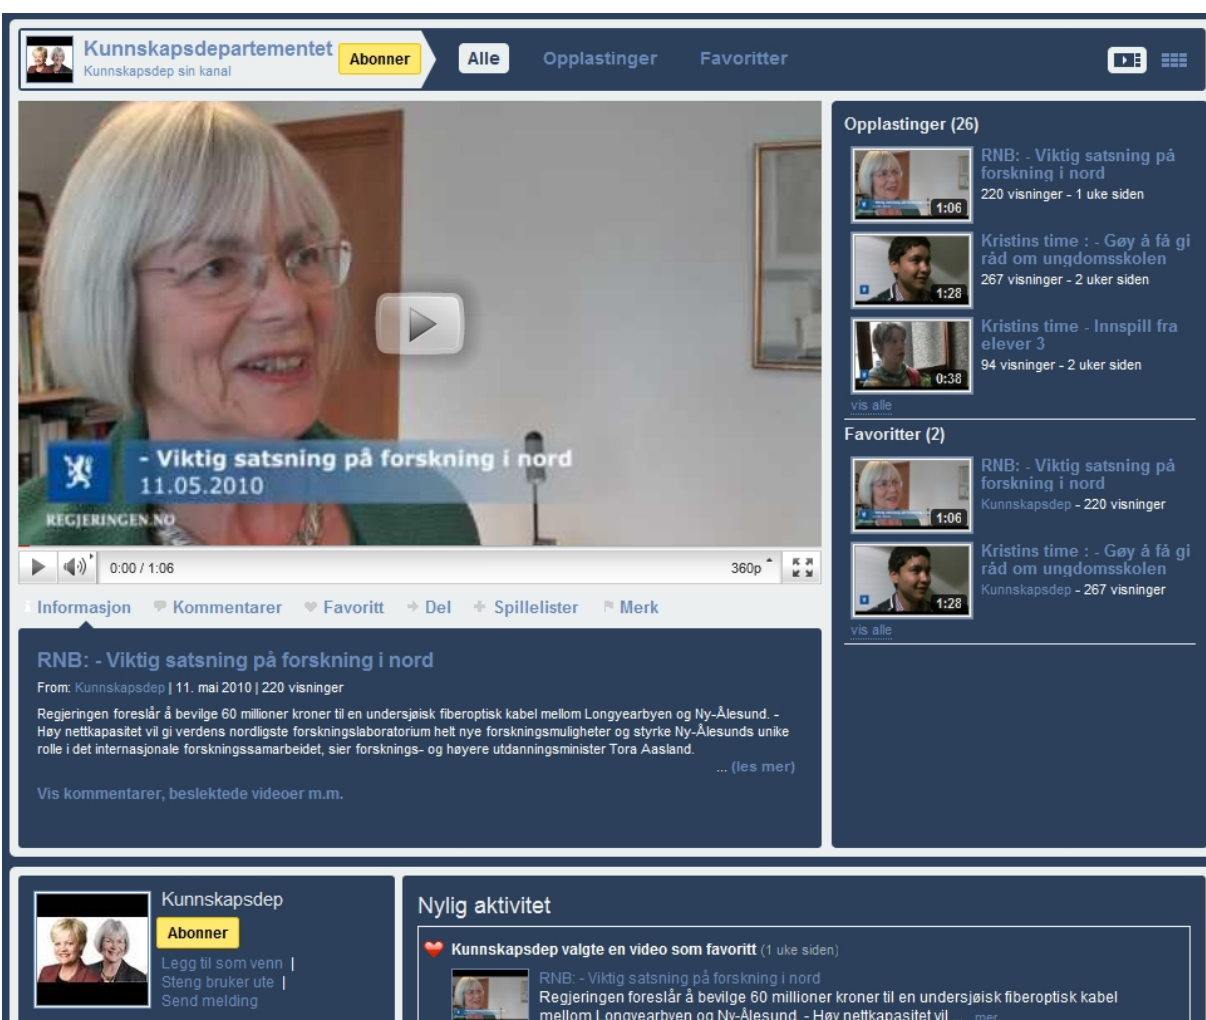 Kunnskapsdepartementet
Kunnskapsdep sin kanal
Abonner
Alle
Opplastinger
Favoritter
- Viktig satsning på forskning i nord
11.05.2010
REGJERINGEN.NO
0:00 / 1:06
360p
Informasjon
Kommentarer
Favoritt
Del
Spillelister
Merk
RNB: - Viktig satsning på forskning i nord
From: Kunnskapsdep | 11. mai 2010 | 220 visninger
Regjeringen foreslår å bevilge 60 millioner kroner til en undersjøisk fiberoptisk kabel mellom Longyearbyen og Ny-Ålesund. -
Høy nettkapasitet vil gi verdens nordligste forskningslaboratorium helt nye forskningsmuligheter og styrke Ny-Ålesunds unike
rolle i det internasjonale forskningssamarbeidet, sier forsknings- og høyere utdanningsminister Tora Aasland.
... (les mer)
Vis kommentarer, beslektede videoer m.m.
Opplastinger (26)
1:06
RNB: - Viktig satsning på
forskning i nord
220 visninger - 1 uke siden
1:28
Kristins time : - Gøy å få gi
råd om ungdomsskolen
267 visninger - 2 uker siden
0:38
Kristins time - Innspill fra
elever 3
94 visninger - 2 uker siden
vis alle
Favoritter (2)
1:06
RNB: - Viktig satsning på
forskning i nord
Kunnskapsdep - 220 visninger
1:28
Kristins time : - Gøy å få gi
råd om ungdomsskolen
Kunnskapsdep - 267 visninger
vis alle
Kunnskapsdep
Abonner
Legg til som venn |
Steng bruker ute |
Send melding
Nylig aktivitet
Kunnskapsdep valgte en video som favoritt (1 uke siden)
RNB: - Viktig satsning på forskning i nord
Regjeringen foreslår å bevilge 60 millioner kroner til en undersjøisk fiberoptisk kabel
mellom Longyearbyen og Ny-Ålesund. - Høy nettkapasitet vil ... mer